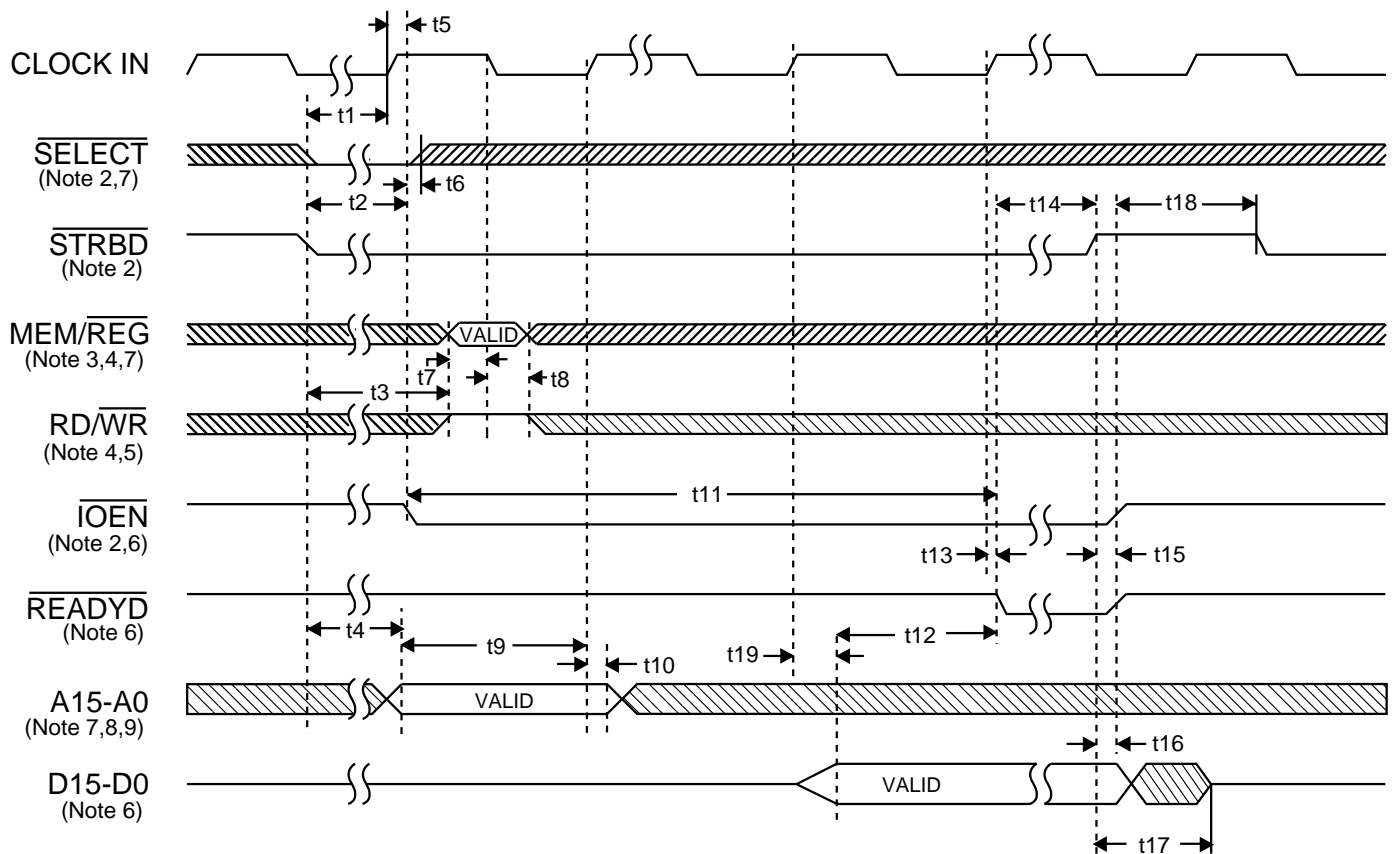 t5
CLOCK IN
t1
SELECT
(Note 2,7)
t6
t2
t14
t18
STRBD
(Note 2)
MEM/REG
(Note 3,4,7)
VALID
t7
t8
t3
RD/WR
(Note 4,5)
t11
IOEN
(Note 2,6)
t13
t15
READYD
(Note 6)
t4
t9
t12
t19
t10
A15-A0
(Note 7,8,9)
VALID
t16
D15-D0
(Note 6)
VALID
t17